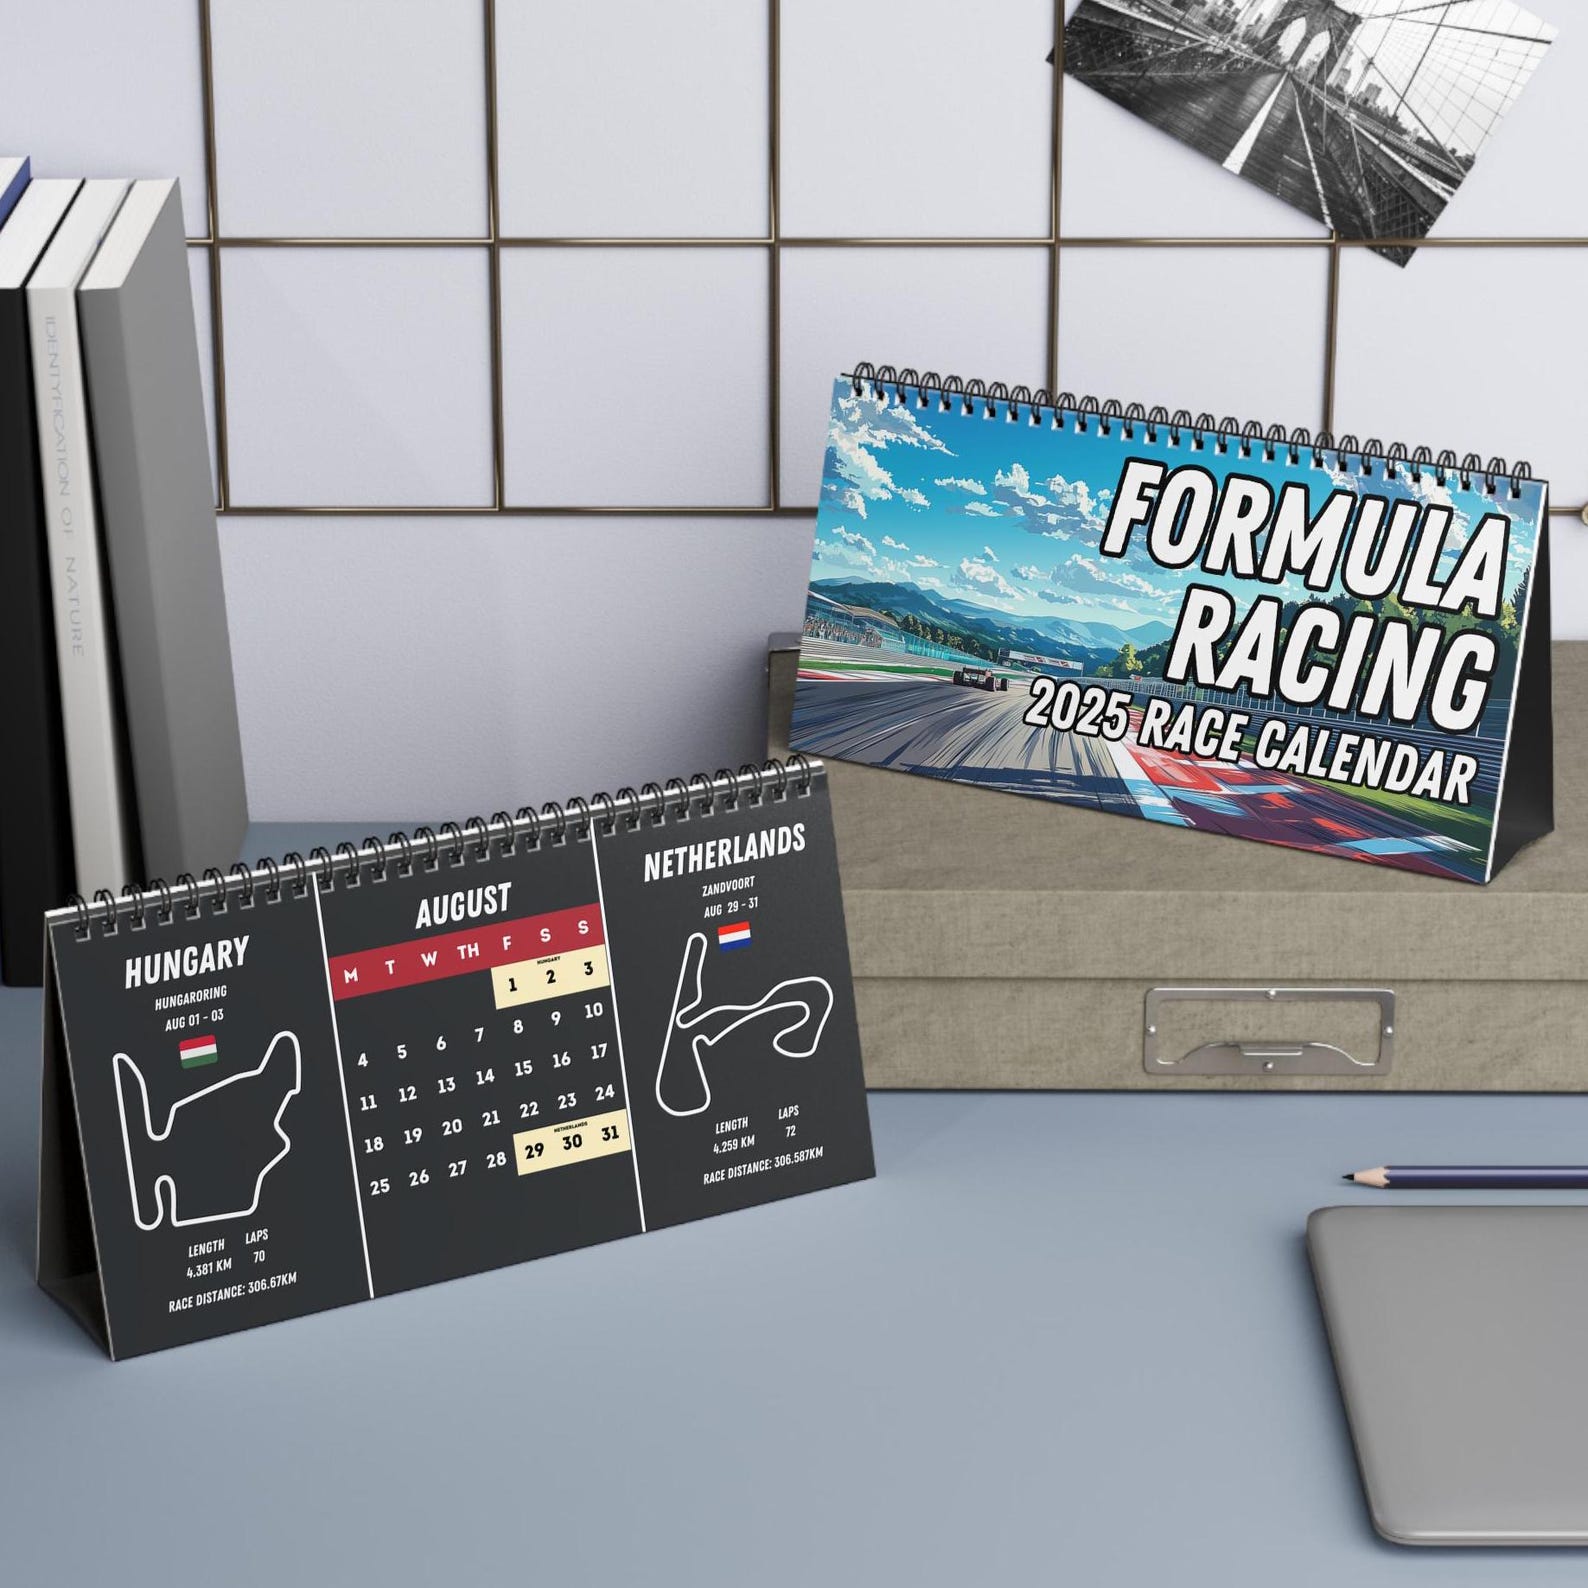 IDENTYFICATION OF NATURE
FORMULA
RACING
2025 RACE CALENDAR
HUNGARY
HUNGARORING
AUG 01 - 03
LENGTH LAPS
4.381 KM 70
RACE DISTANCE: 306.67KM
AUGUST
M T W TH F S S
HUNGARY
1 2 3
4 5 6 7 8 9 10
11 12 13 14 15 16 17
18 19 20 21 22 23 24
NETHERLANDS
25 26 27 28 29 30 31
NETHERLANDS
ZANDVOORT
AUG 29 - 31
LENGTH LAPS
4.259 KM 72
RACE DISTANCE: 306.587KM